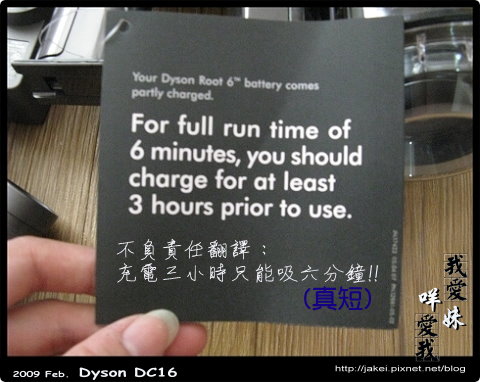 Your Dyson Root 6™ battery comes
partly charged.
For full run time of
6 minutes, you should
charge for at least
3 hours prior to use.
不負責任翻譯：
充電三小時只能吸六分鐘!!
(真短)
我愛妹
咩愛我
2009 Feb. Dyson DC16
http://jakei.pixnet.net/blog